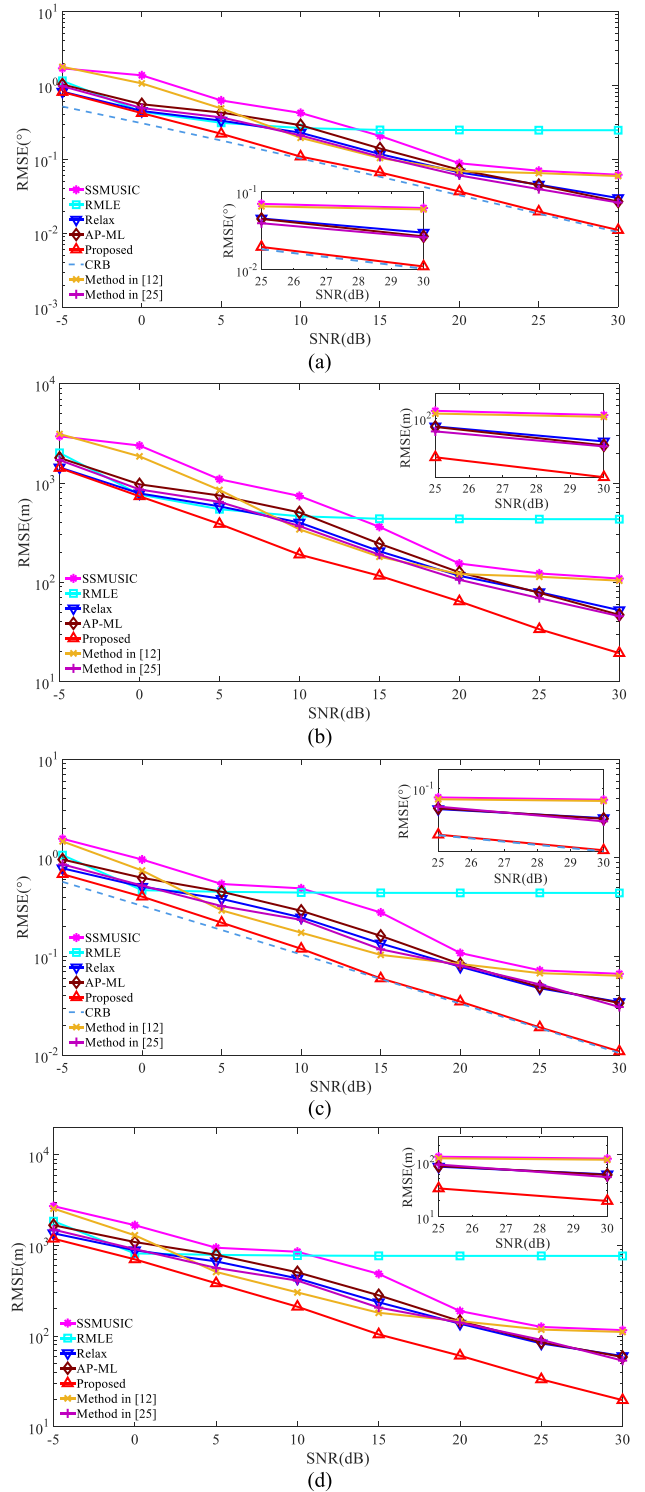 10^1
10^0
10^-1
10^-2
10^-3
RMSE(°)
SSMUSIC
RMLE
Relax
AP-ML
Proposed
CRB
Method in [12]
Method in [25]
10^-1
10^-2
RMSE(°)
25 26 27 28 29 30
SNR(dB)
-5 0 5 10 15 20 25 30
SNR(dB)
(a)
10^4
10^3
10^2
10^1
RMSE(m)
10^2
RMSE(m)
25 26 27 28 29 30
SNR(dB)
SSMUSIC
RMLE
Relax
AP-ML
Proposed
Method in [12]
Method in [25]
-5 0 5 10 15 20 25 30
SNR(dB)
(b)
10^1
10^0
10^-1
10^-2
RMSE(°)
10^-1
RMSE(°)
25 26 27 28 29 30
SNR(dB)
SSMUSIC
RMLE
Relax
AP-ML
Proposed
CRB
Method in [12]
Method in [25]
-5 0 5 10 15 20 25 30
SNR(dB)
(c)
10^4
10^3
10^2
10^1
RMSE(m)
10^2
10^1
RMSE(m)
25 26 27 28 29 30
SNR(dB)
SSMUSIC
RMLE
Relax
AP-ML
Proposed
Method in [12]
Method in [25]
-5 0 5 10 15 20 25 30
SNR(dB)
(d)